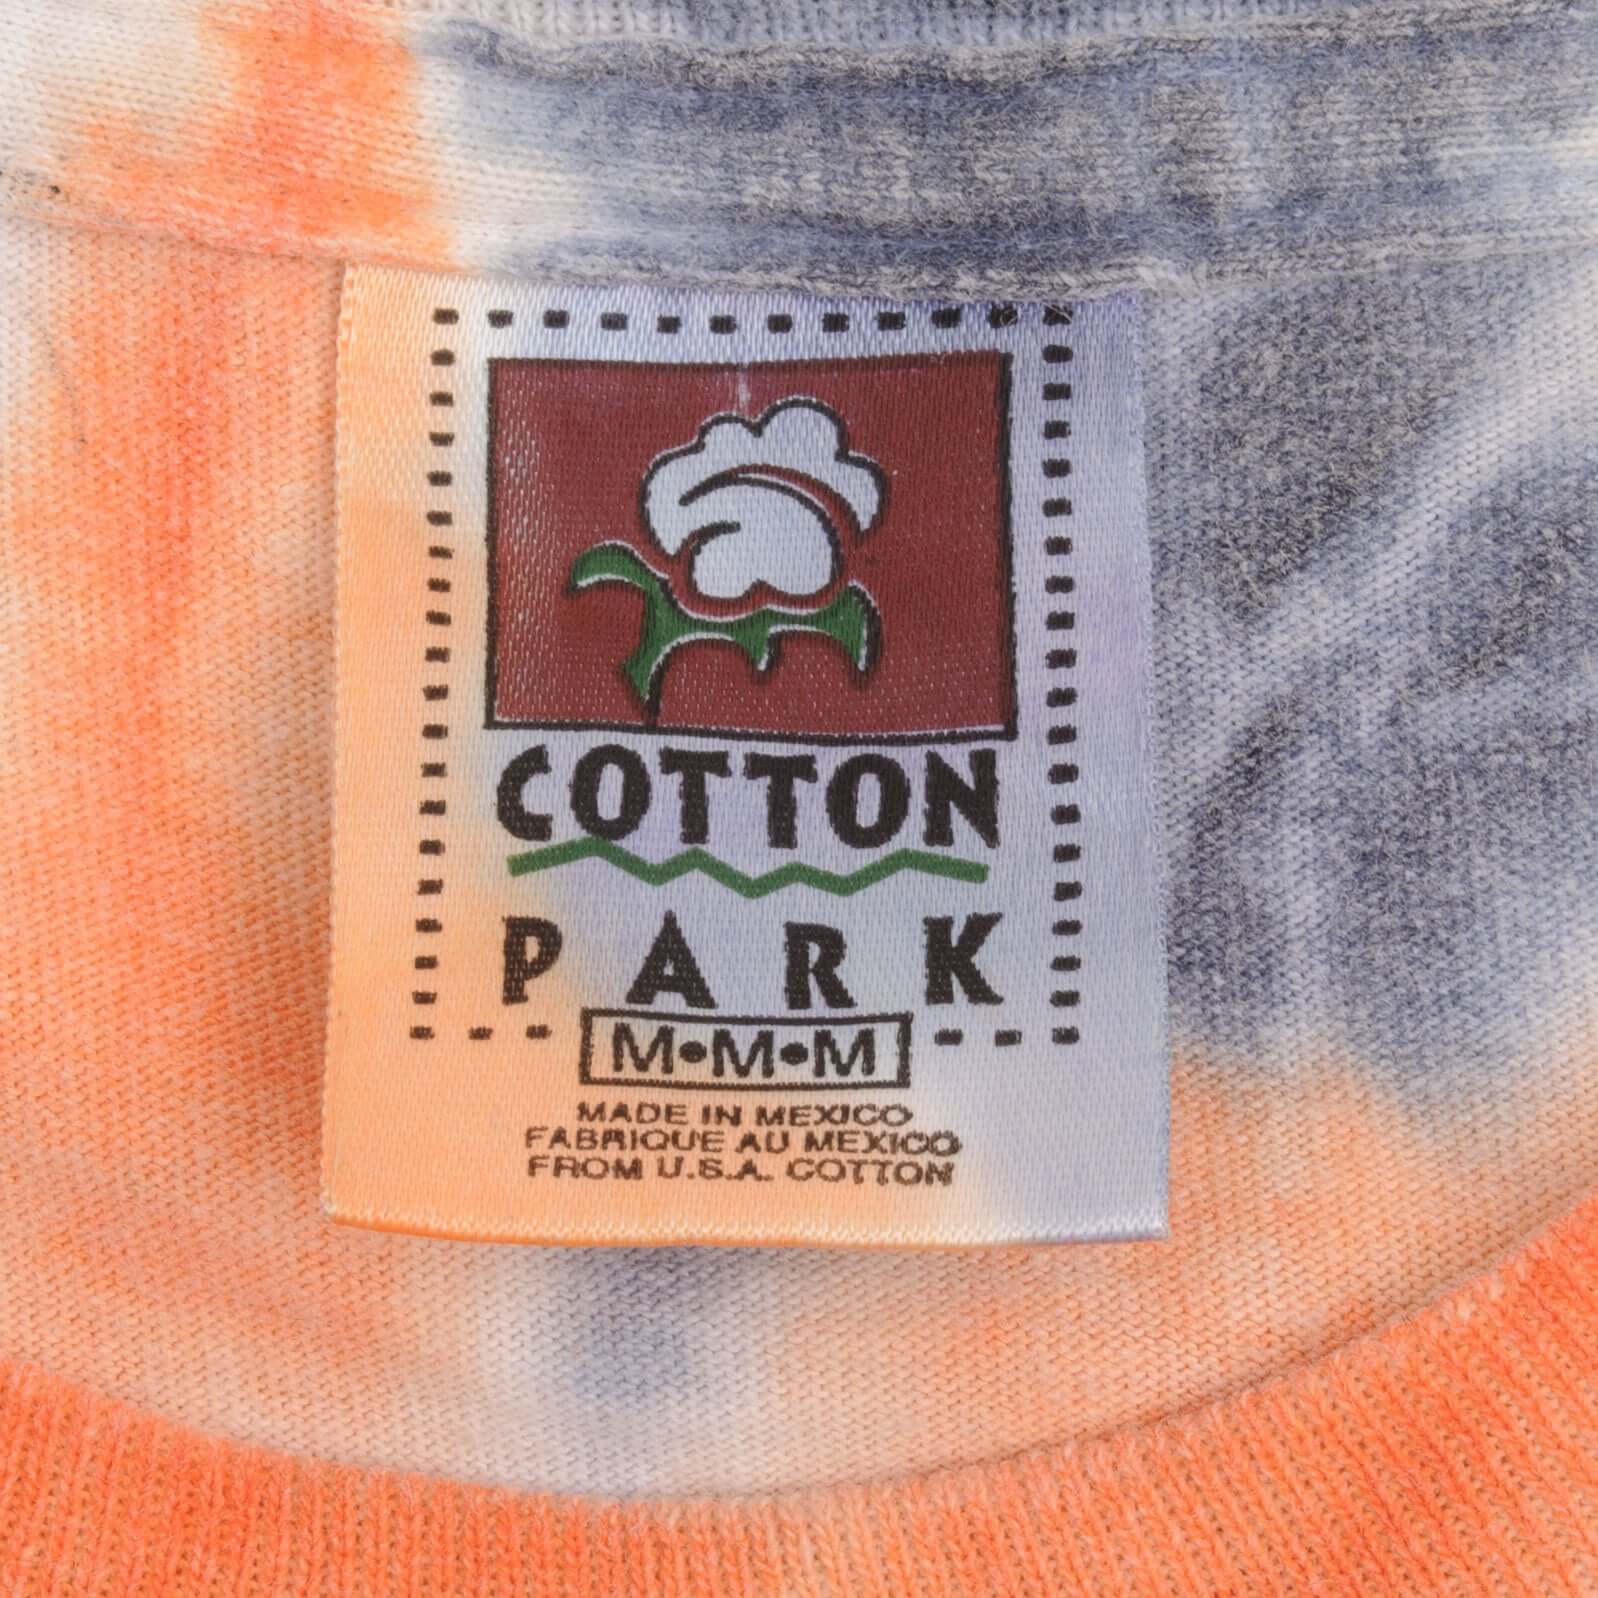 COTTON
PARK
M•M•M
MADE IN MEXICO
FABRIQUE AU MEXICO
FROM U.S.A. COTTON